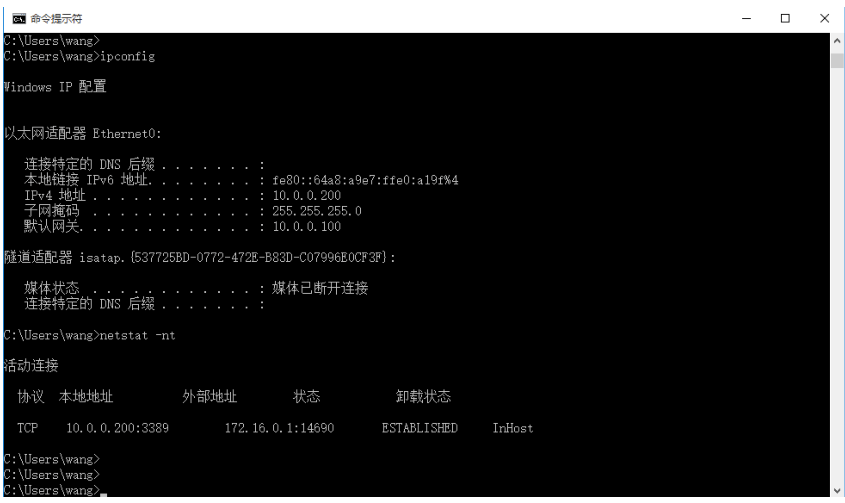 命令提示符
C:\Users\wang>
C:\Users\wang>ipconfig
Windows IP 配置
以太网适配器 Ethernet0:
连接特定的 DNS 后缀 . . . . . . . :
本地链接 IPv6 地址. . . . . . . . : fe80::64a8:a9e7:ffe0:a19f%4
IPv4 地址 . . . . . . . . . . . . : 10.0.0.200
子网掩码  . . . . . . . . . . . . : 255.255.255.0
默认网关. . . . . . . . . . . . . : 10.0.0.100
隧道适配器 isatap.{537725BD-0772-472E-B83D-C07996E0CF3F}:
媒体状态  . . . . . . . . . . . . : 媒体已断开连接
连接特定的 DNS 后缀 . . . . . . . :
C:\Users\wang>netstat -nt
活动连接
协议  本地地址          外部地址        状态           卸载状态
TCP    10.0.0.200:3389        172.16.0.1:14690       ESTABLISHED     InHost
C:\Users\wang>
C:\Users\wang>
C:\Users\wang>